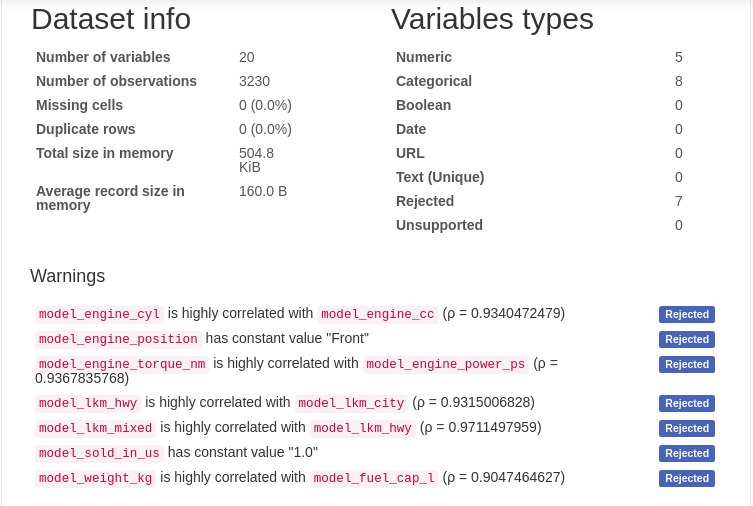 Dataset info
Number of variables 20
Number of observations 3230
Missing cells 0 (0.0%)
Duplicate rows 0 (0.0%)
Total size in memory 504.8
KiB
Average record size in 160.0 B
memory
Variables types
Numeric 5
Categorical 8
Boolean 0
Date 0
URL 0
Text (Unique) 0
Rejected 7
Unsupported 0
Warnings
model_engine_cyl is highly correlated with model_engine_cc (ρ = 0.9340472479) Rejected
model_engine_position has constant value "Front" Rejected
model_engine_torque_nm is highly correlated with model_engine_power_ps (ρ = Rejected
0.9367835768)
model_lkm_hwy is highly correlated with model_lkm_city (ρ = 0.9315006828) Rejected
model_lkm_mixed is highly correlated with model_lkm_hwy (ρ = 0.9711497959) Rejected
model_sold_in_us has constant value "1.0" Rejected
model_weight_kg is highly correlated with model_fuel_cap_l (ρ = 0.9047464627) Rejected